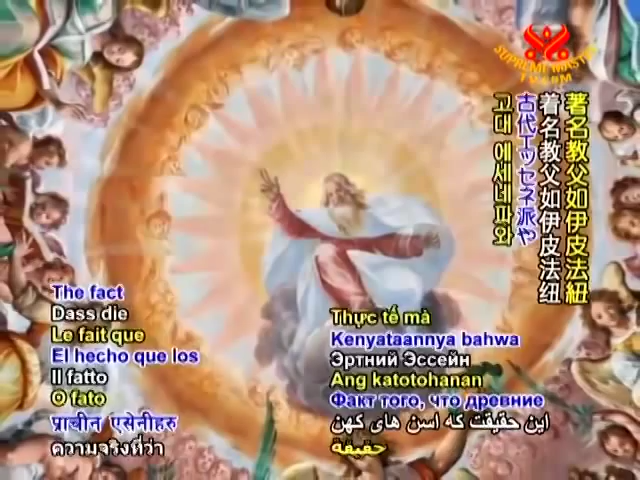 SUPREME MASTER
TV.COM
著名教父如伊皮法紐
着名教父如伊皮法纽
古代エッセネ派や
고대 에세네파와
The fact
Dass die
Le fait que
El hecho que los
Il fatto
O fato
प्राचीन एसेनीहरु
ความจริงที่ว่า
Thực tế mà
Kenyataannya bahwa
Эртний Эссейн
Ang katotohanan
Факт того, что древние
این حقیقت که اسن های کهن
حقيقة